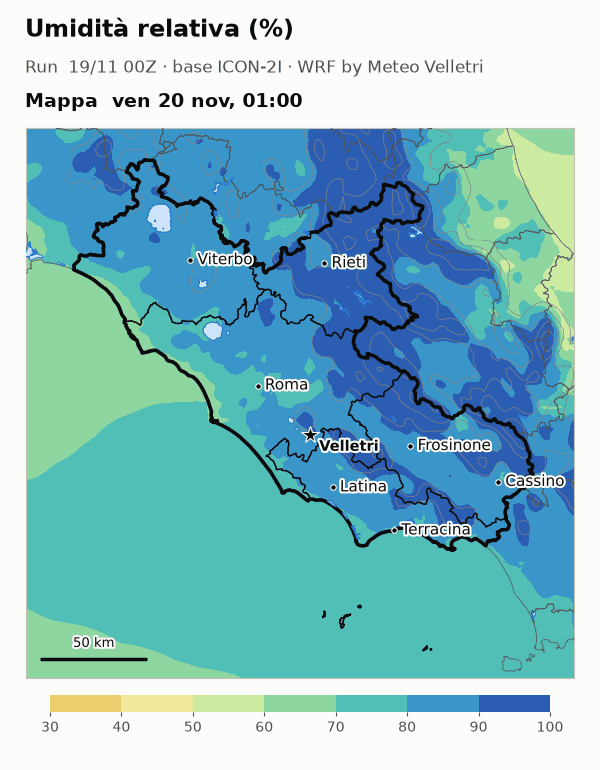 Umidità relativa (%)
Run  19/11 00Z · base ICON-2I · WRF by Meteo Velletri
Mappa  ven 20 nov, 01:00
Viterbo
Rieti
Roma
Velletri
Frosinone
Latina
Cassino
Terracina
50 km
30 40 50 60 70 80 90 100